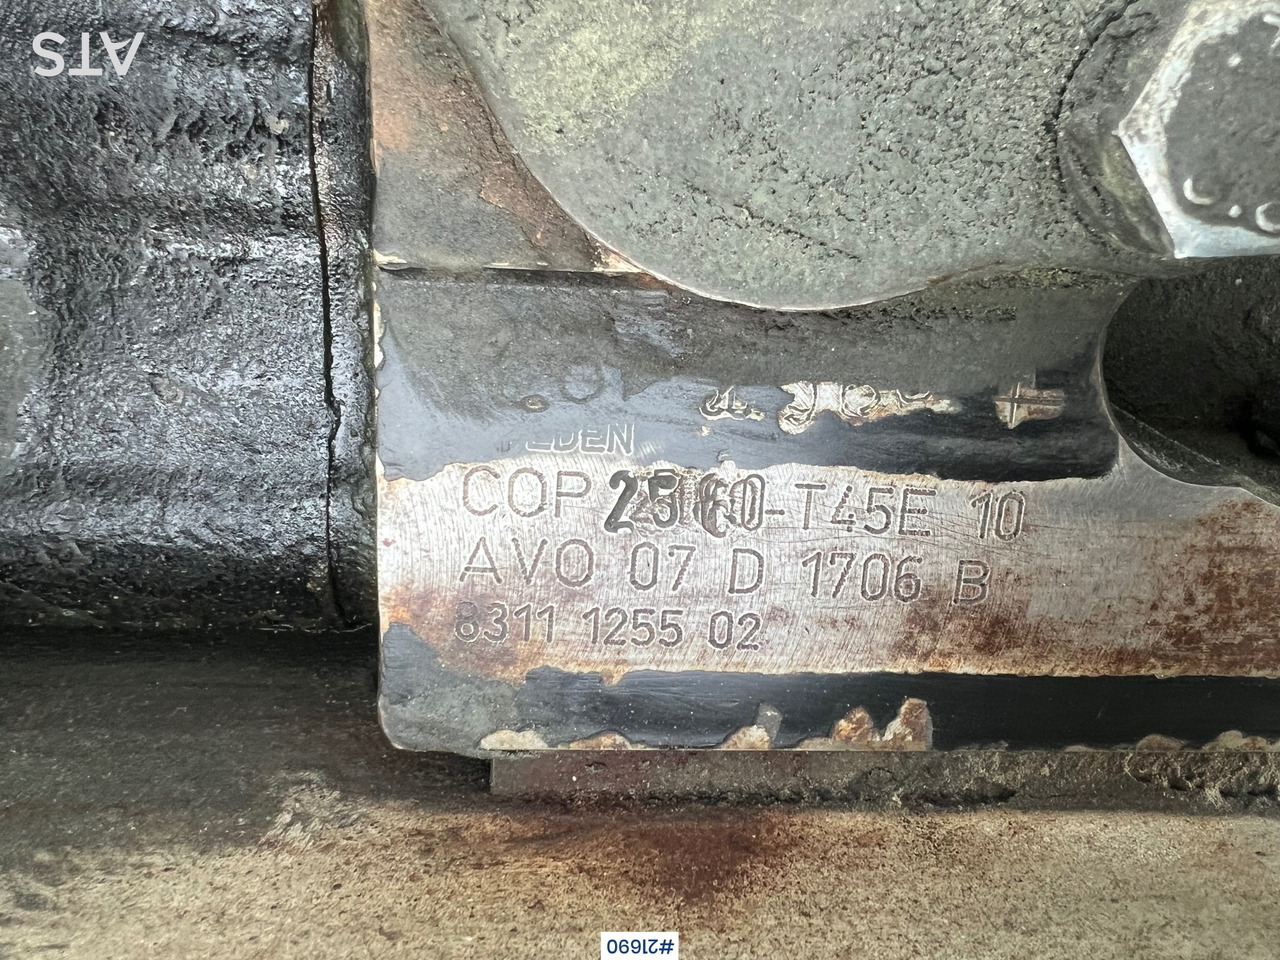 ATS
EDEN
COP 2560-T45E 10
AVO 07 D 1706 B
8311 1255 02
#21690